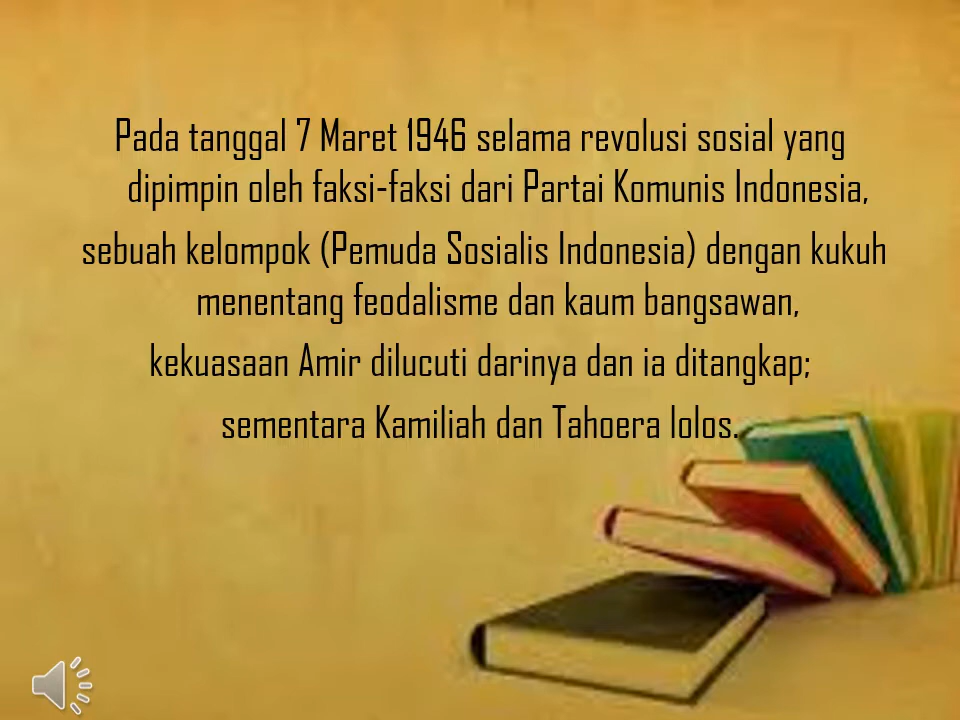 Pada tanggal 7 Maret 1946 selama revolusi sosial yang
dipimpin oleh faksi-faksi dari Partai Komunis Indonesia,
sebuah kelompok (Pemuda Sosialis Indonesia) dengan kukuh
menentang feodalisme dan kaum bangsawan,
kekuasaan Amir dilucuti darinya dan ia ditangkap;
sementara Kamiliah dan Tahoera lolos.